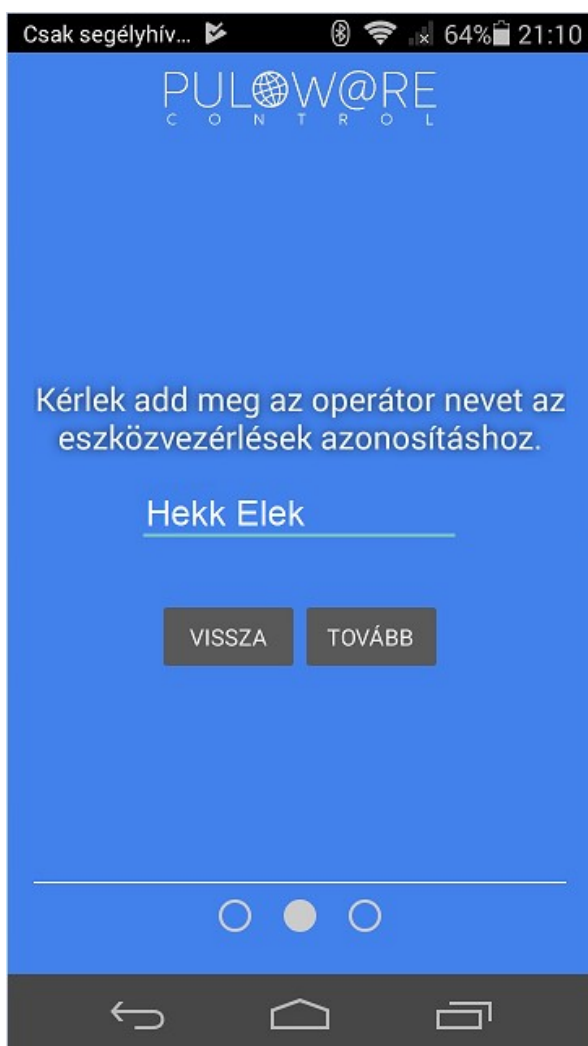 Csak segélyhív... 64% 21:10
PUL🌐W@RE
CONTROL
Kérlek add meg az operátor nevet az
eszközvezérlések azonosításhoz.
Hekk Elek
VISSZA TOVÁBB